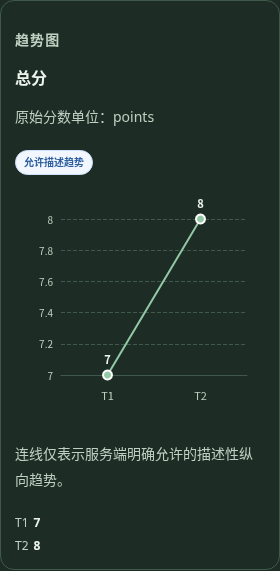 趋势图
总分
原始分数单位：points
允许描述趋势
8
8
7.8
7.6
7.4
7.2
7
7
T1 T2
连线仅表示服务端明确允许的描述性纵
向趋势。
T1 7
T2 8